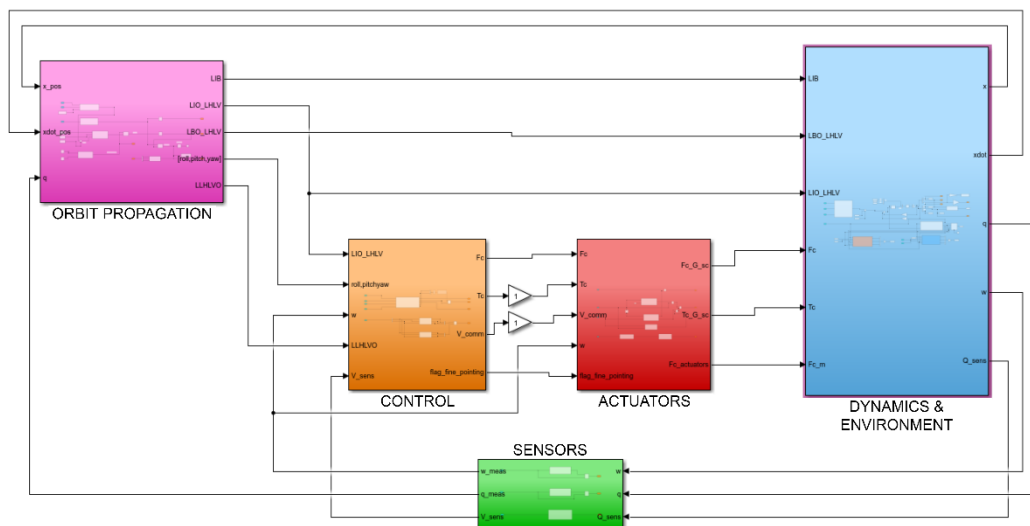 x_pos
xdot_pos
q
LIB
LIO_LHLV
LBO_LHLV
[roll,pitch,yaw]
LLHLVO
ORBIT PROPAGATION
LIO_LHLV
roll,pitchyaw
w
LLHLVO
V_sens
Fc
Tc
V_comm
flag_fine_pointing
CONTROL
1
1
Fc
Tc
V_comm
w
flag_fine_pointing
Fc_G_sc
Tc_G_sc
Fc_actuators
ACTUATORS
LIB
LBO_LHLV
LIO_LHLV
Fc
Tc
Fc_m
x
xdot
q
w
Q_sens
DYNAMICS &
ENVIRONMENT
SENSORS
w_meas
q_meas
V_sens
w
q
Q_sens